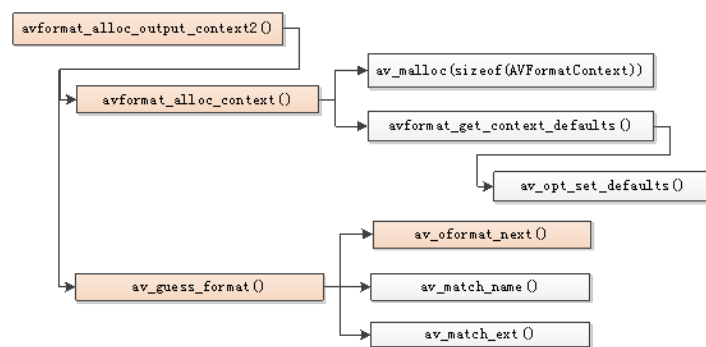 avformat_alloc_output_context2()
av_malloc(sizeof(AVFormatContext))
avformat_alloc_context()
avformat_get_context_defaults()
av_opt_set_defaults()
av_oformat_next()
av_guess_format()
av_match_name()
av_match_ext()